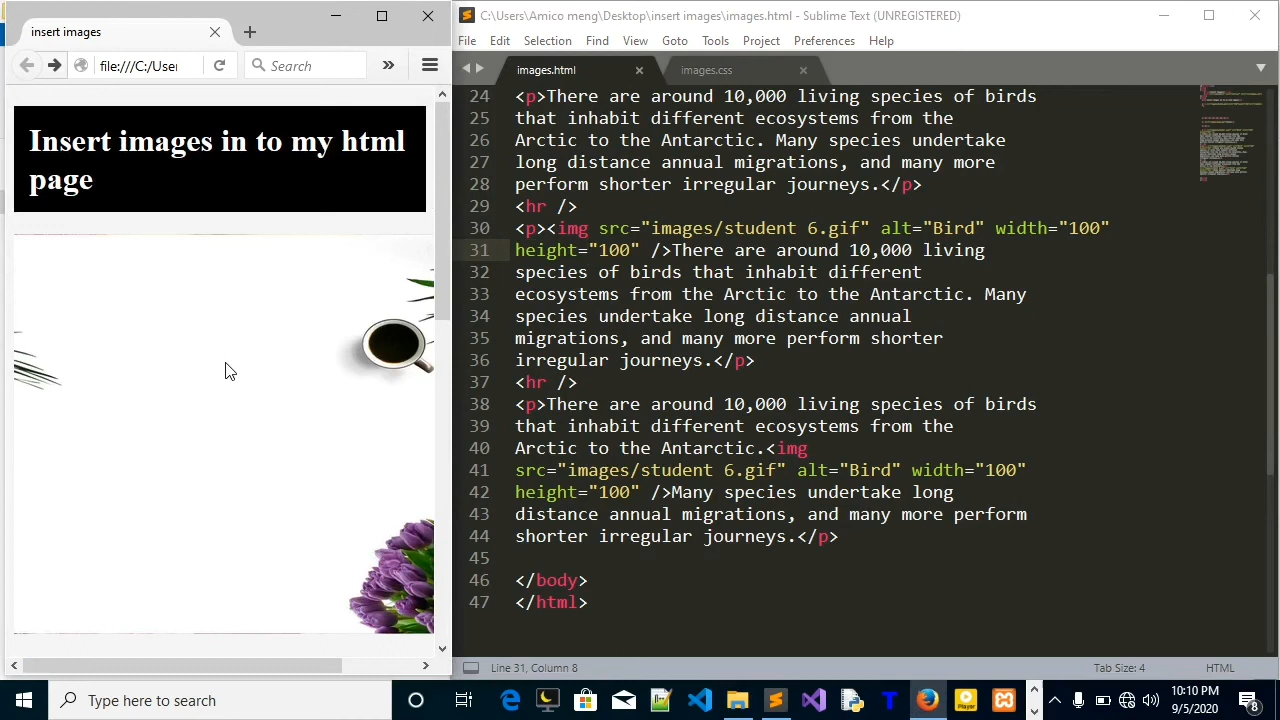 insert images
file:///C:/User
Search
Insert images in to my html
page
C:\Users\Amico meng\Desktop\insert images\images.html - Sublime Text (UNREGISTERED)
File Edit Selection Find View Goto Tools Project Preferences Help
images.html
images.css
24 <p>There are around 10,000 living species of birds
25 that inhabit different ecosystems from the
26 Arctic to the Antarctic. Many species undertake
27 long distance annual migrations, and many more
28 perform shorter irregular journeys.</p>
29 <hr />
30 <p><img src="images/student 6.gif" alt="Bird" width="100"
31 height="100" />There are around 10,000 living
32 species of birds that inhabit different
33 ecosystems from the Arctic to the Antarctic. Many
34 species undertake long distance annual
35 migrations, and many more perform shorter
36 irregular journeys.</p>
37 <hr />
38 <p>There are around 10,000 living species of birds
39 that inhabit different ecosystems from the
40 Arctic to the Antarctic.<img
41 src="images/student 6.gif" alt="Bird" width="100"
42 height="100" />Many species undertake long
43 distance annual migrations, and many more perform
44 shorter irregular journeys.</p>
45
46 </body>
47 </html>
Line 31, Column 8
Tab Size: 4
HTML
Type here to search
Player
10:10 PM
9/5/2020
8